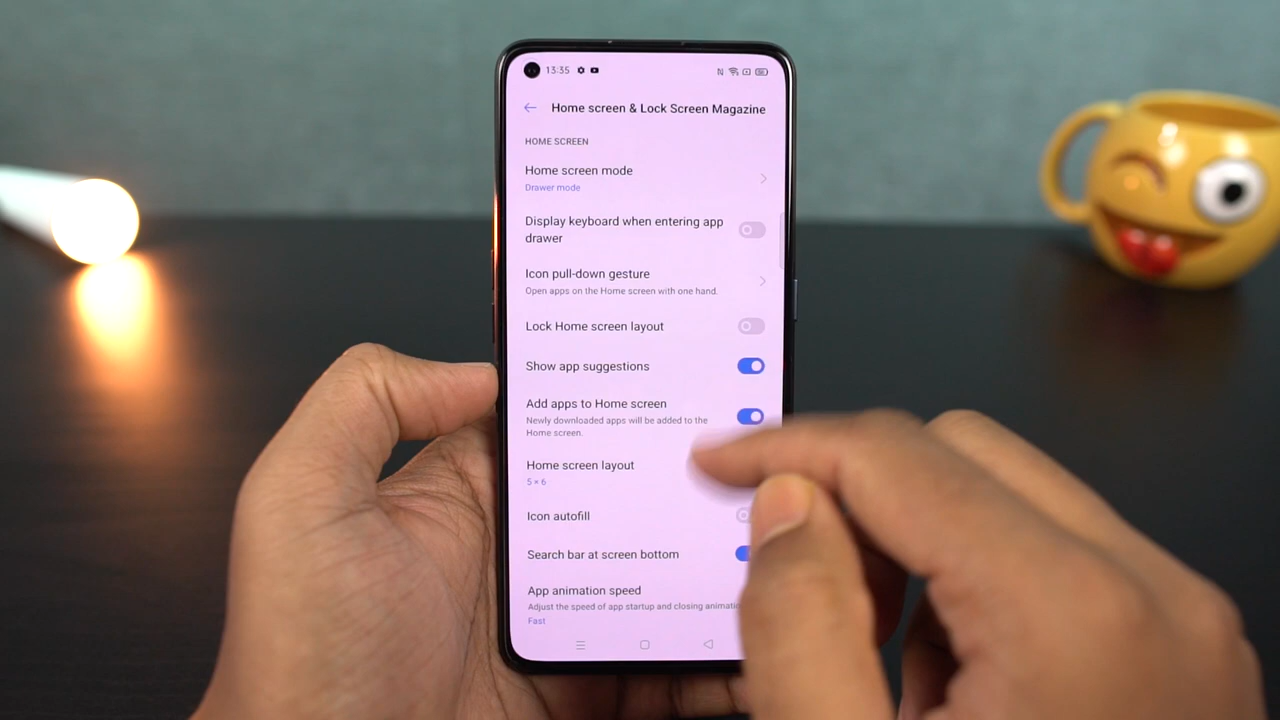 13:35
Home screen & Lock Screen Magazine
HOME SCREEN
Home screen mode
Drawer mode
Display keyboard when entering app
drawer
Icon pull-down gesture
Open apps on the Home screen with one hand.
Lock Home screen layout
Show app suggestions
Add apps to Home screen
Newly downloaded apps will be added to the
Home screen.
Home screen layout
5 × 6
Icon autofill
Search bar at screen bottom
App animation speed
Adjust the speed of app startup and closing
Fast